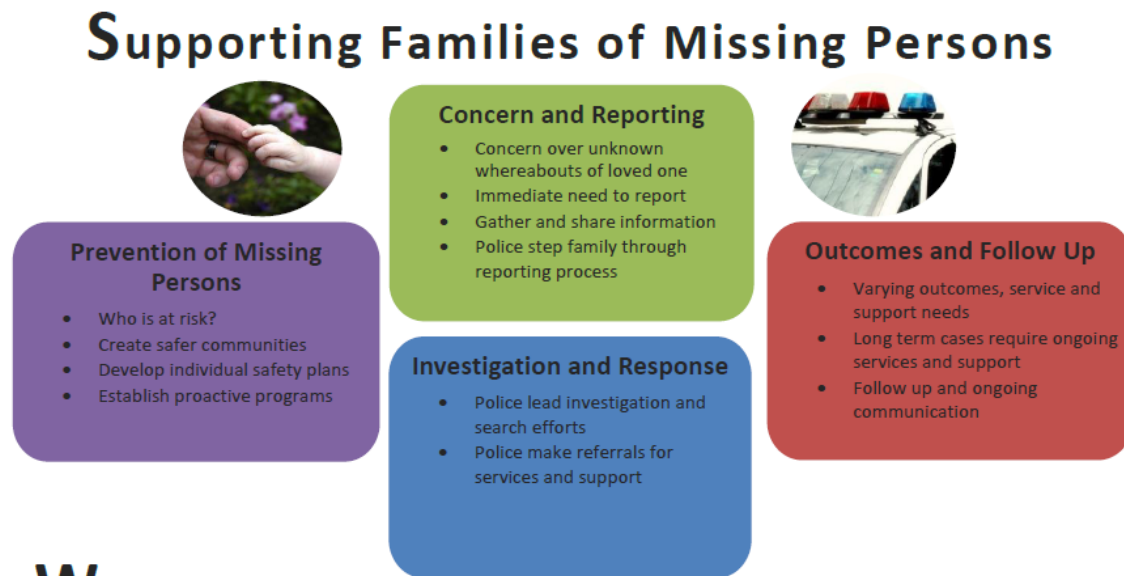 Supporting Families of Missing Persons
Prevention of Missing
Persons
• Who is at risk?
• Create safer communities
• Develop individual safety plans
• Establish proactive programs
Concern and Reporting
• Concern over unknown
whereabouts of loved one
• Immediate need to report
• Gather and share information
• Police step family through
reporting process
Investigation and Response
• Police lead investigation and
search efforts
• Police make referrals for
services and support
Outcomes and Follow Up
• Varying outcomes, service and
support needs
• Long term cases require ongoing
services and support
• Follow up and ongoing
communication
W